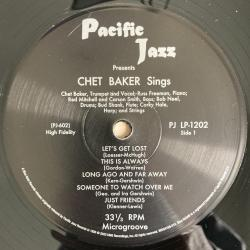 Pacific
Jazz
Presents
CHET BAKER Sings
Chet Baker, Trumpet and Vocal; Russ Freeman, Piano;
Red Mitchell and Carson Smith, Bass; Bob Neel,
Drums; Bud Shank, Flute; Corky Hale,
Harp; and Strings
(PJ-602)
High Fidelity
PJ LP-1202
Side 1
LET'S GET LOST
(Loesser-McHugh)
THIS IS ALWAYS
(Gordon-Warren)
LONG AGO AND FAR AWAY
(Kern-Gershwin)
SOMEONE TO WATCH OVER ME
(Geo. and Ira Gershwin)
JUST FRIENDS
(Klenner-Lewis)
33⅓ RPM
Microgroove